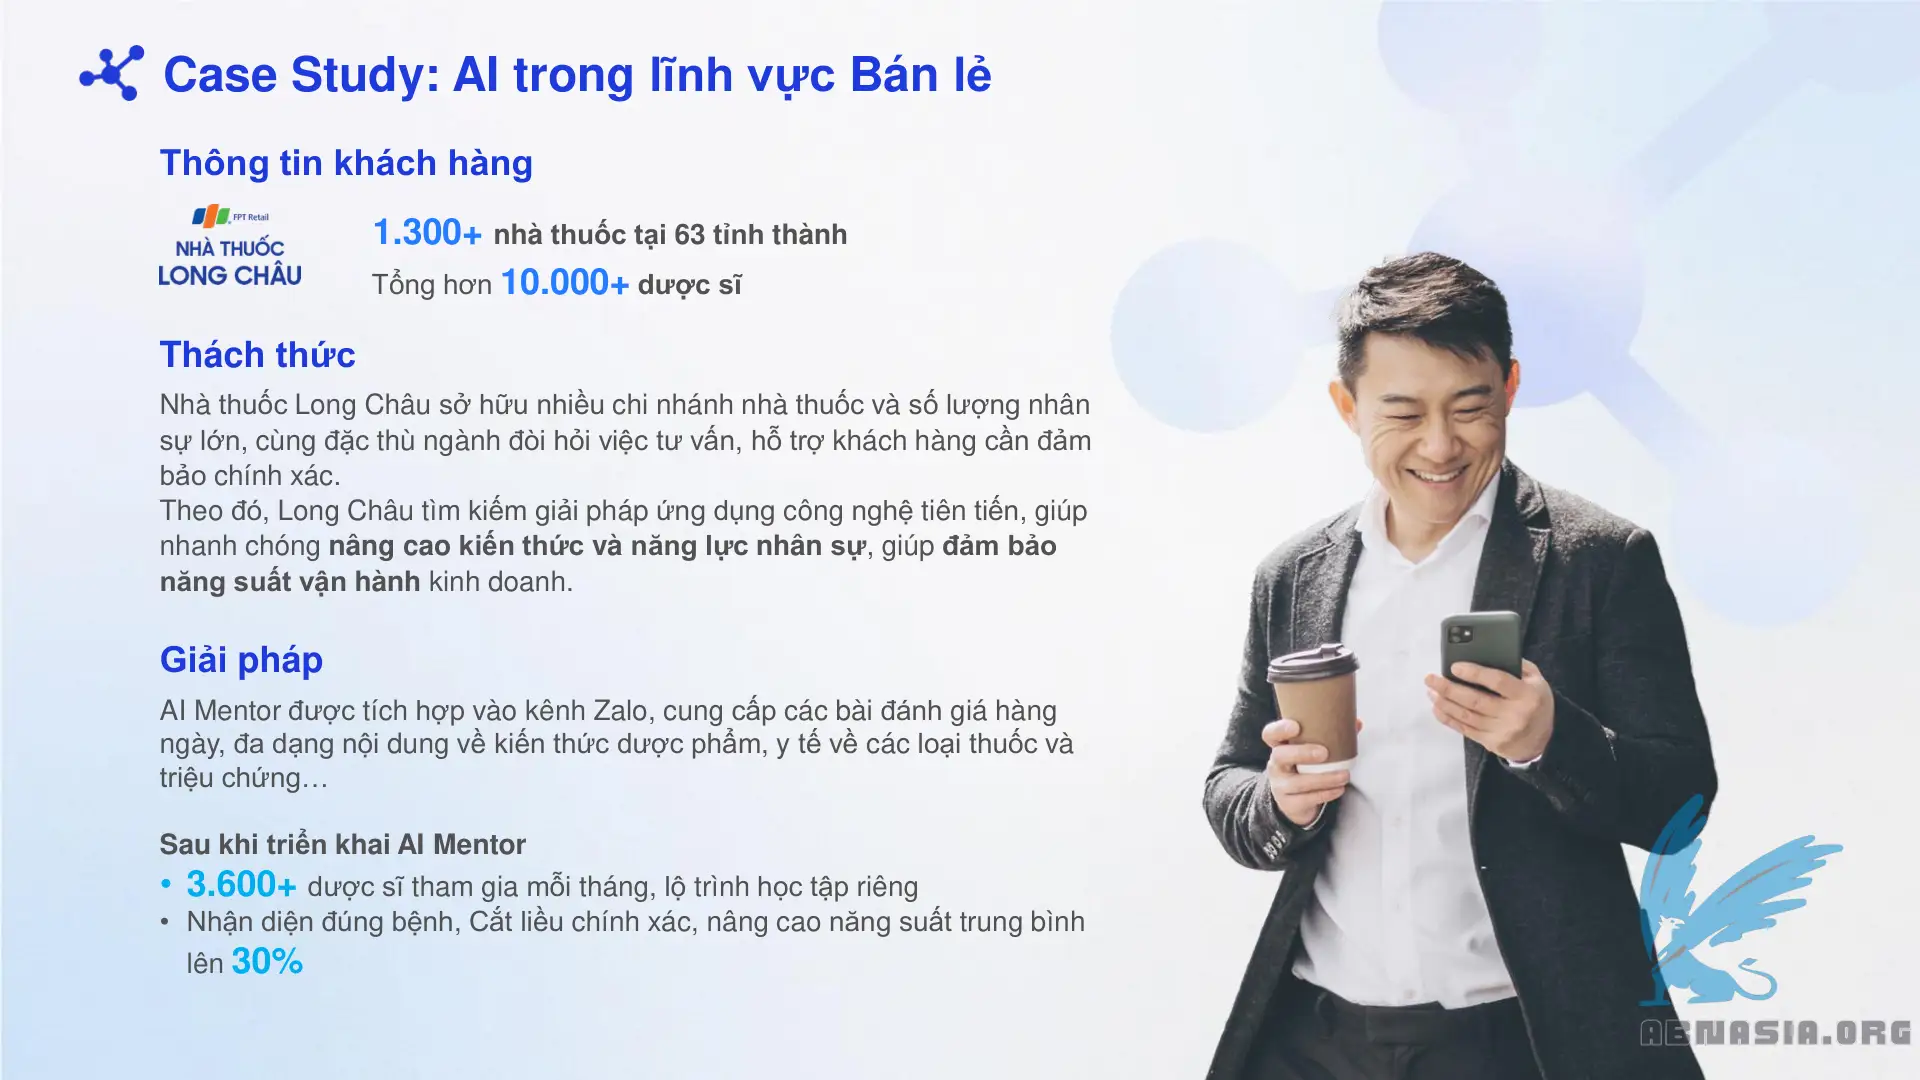 Case Study: AI trong lĩnh vực Bán lẻ
Thông tin khách hàng
FPT Retail
NHÀ THUỐC
LONG CHÂU
1.300+ nhà thuốc tại 63 tỉnh thành
Tổng hơn 10.000+ dược sĩ
Thách thức
Nhà thuốc Long Châu sở hữu nhiều chi nhánh nhà thuốc và số lượng nhân
sự lớn, cùng đặc thù ngành đòi hỏi việc tư vấn, hỗ trợ khách hàng cần đảm
bảo chính xác.
Theo đó, Long Châu tìm kiếm giải pháp ứng dụng công nghệ tiên tiến, giúp
nhanh chóng nâng cao kiến thức và năng lực nhân sự, giúp đảm bảo
năng suất vận hành kinh doanh.
Giải pháp
AI Mentor được tích hợp vào kênh Zalo, cung cấp các bài đánh giá hàng
ngày, đa dạng nội dung về kiến thức dược phẩm, y tế về các loại thuốc và
triệu chứng…
Sau khi triển khai AI Mentor
• 3.600+ dược sĩ tham gia mỗi tháng, lộ trình học tập riêng
• Nhận diện đúng bệnh, Cắt liều chính xác, nâng cao năng suất trung bình
lên 30%
ABNASIA.ORG